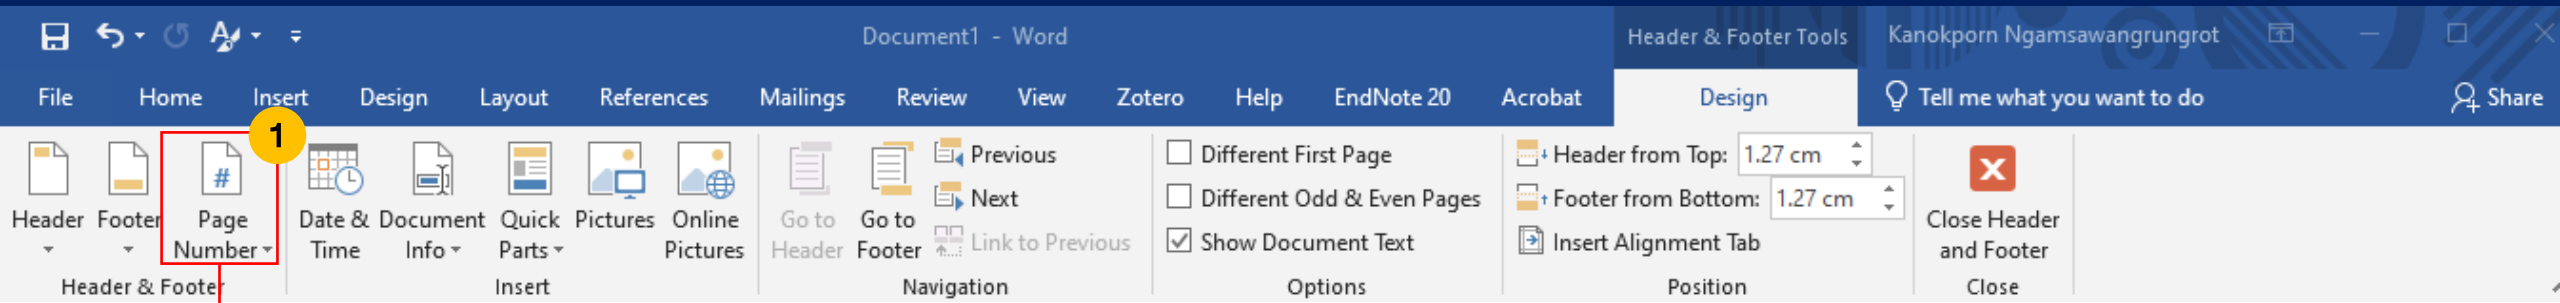 Document1 - Word
Header & Footer Tools
Kanokporn Ngamsawangrungrot
File Home Insert Design Layout References Mailings Review View Zotero Help EndNote 20 Acrobat Design Tell me what you want to do Share
1
Header
Footer
Page
Number
Header & Footer
Date &
Time
Document
Info
Quick
Parts
Pictures
Online
Pictures
Insert
Go to
Header
Go to
Footer
Previous
Next
Link to Previous
Navigation
Different First Page
Different Odd & Even Pages
Show Document Text
Options
Header from Top: 1.27 cm
Footer from Bottom: 1.27 cm
Insert Alignment Tab
Position
Close Header
and Footer
Close